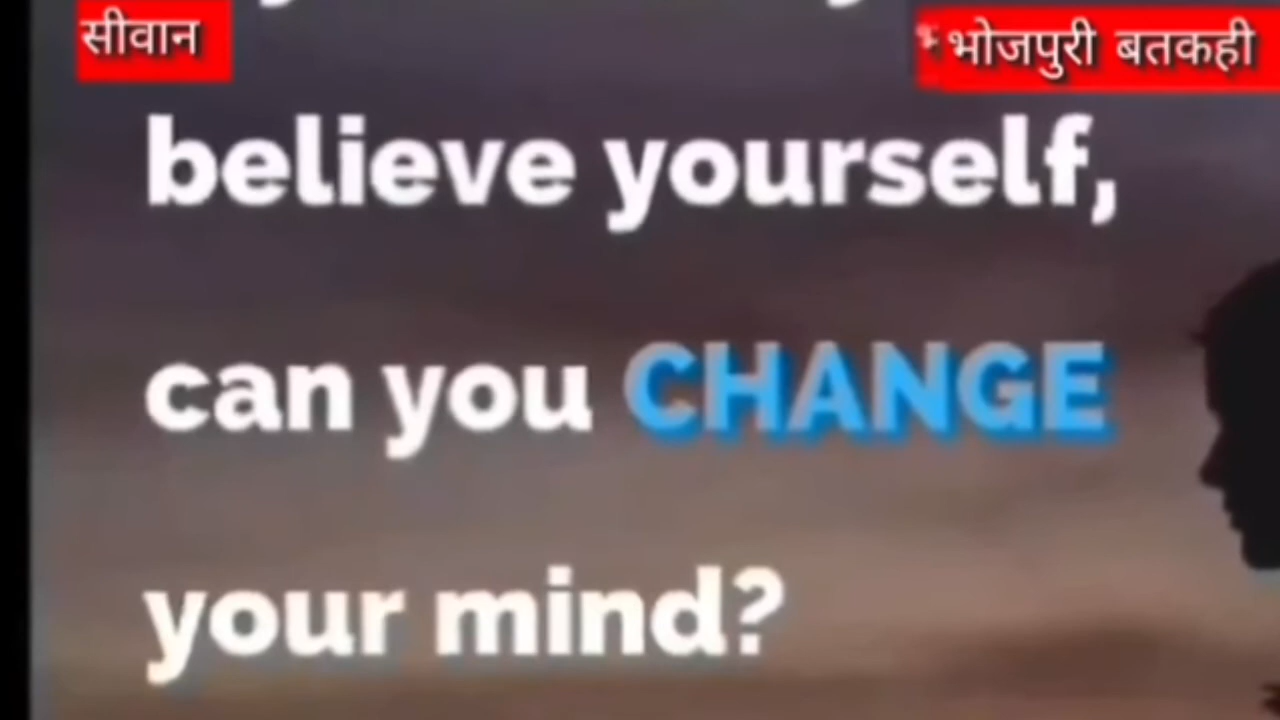 सीवान
भोजपुरी बतकही
believe yourself,
can you CHANGE
your mind?